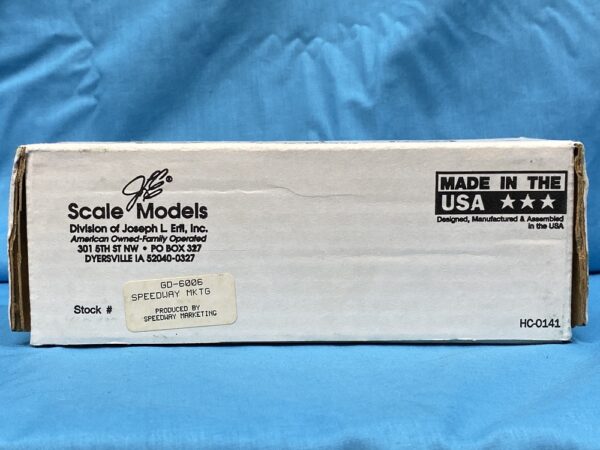 JLE®
Scale Models
Division of Joseph L. Ertl, Inc.
American Owned-Family Operated
301 5TH ST NW • PO BOX 327
DYERSVILLE IA 52040-0327
Stock #
GD-6006
SPEEDWAY MKTG
PRODUCED BY
SPEEDWAY MARKETING
MADE IN THE
USA ★★★
Designed, Manufactured & Assembled
in the USA
HC-0141